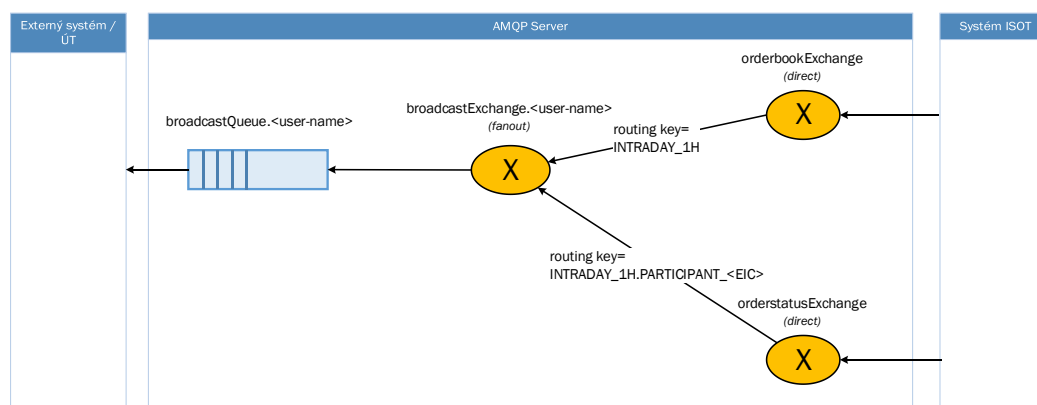 Externý systém /
ÚT
AMQP Server
Systém ISOT
orderbookExchange
(direct)
X
broadcastExchange.<user-name>
(fanout)
broadcastQueue.<user-name>
routing key=
INTRADAY_1H
X
routing key=
INTRADAY_1H.PARTICIPANT_<EIC>
orderstatusExchange
(direct)
X